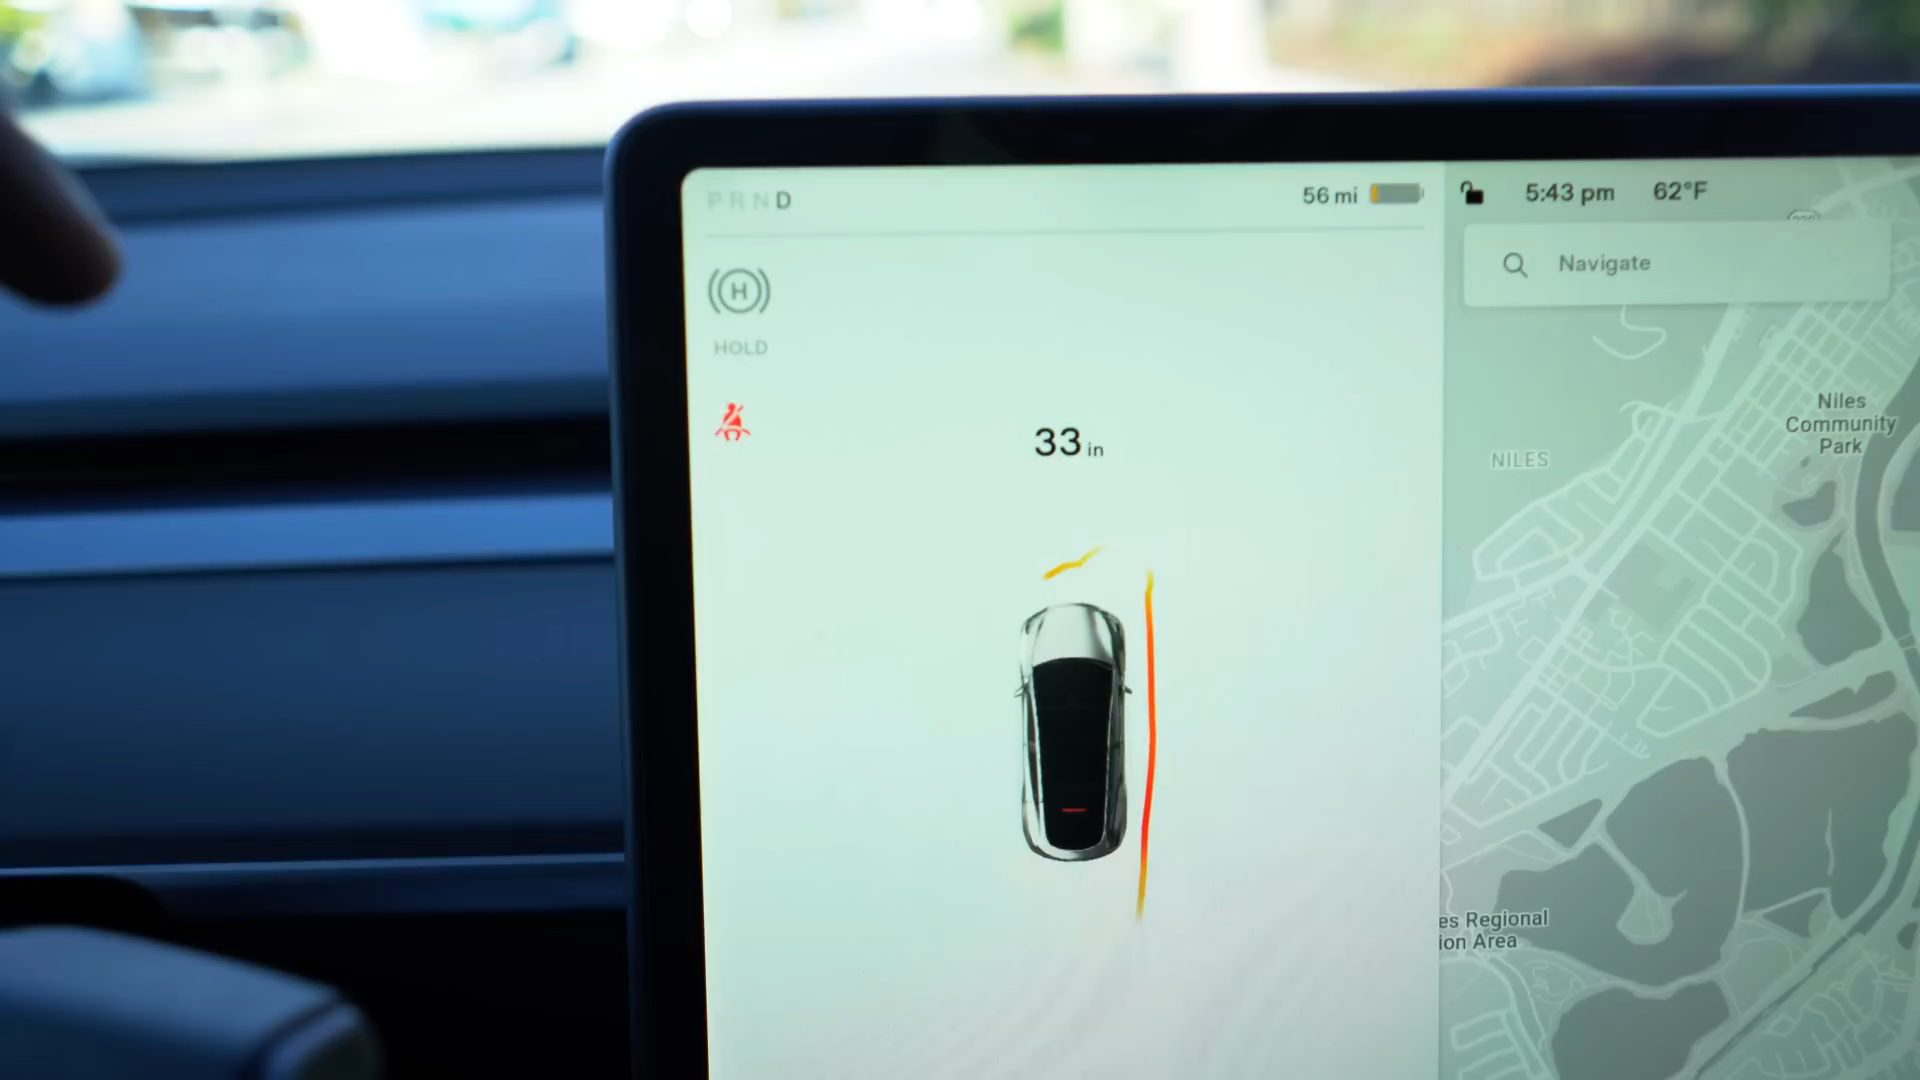 PRND
56 mi
5:43 pm
62°F
Navigate
H
HOLD
33 in
NILES
Niles
Community
Park
es Regional
ion Area